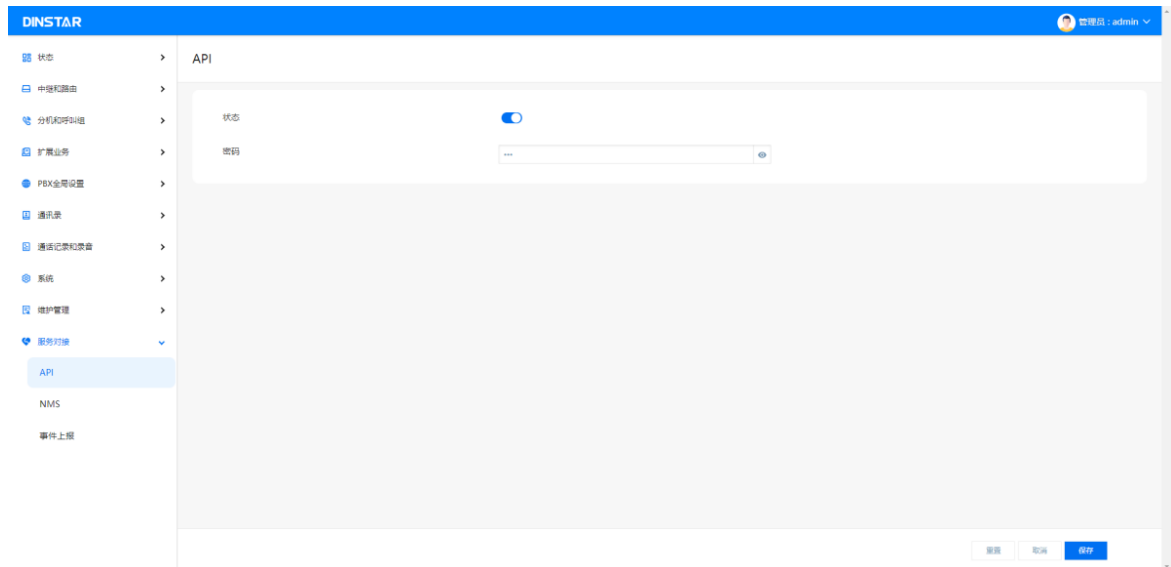 DINSTAR
管理员 : admin
状态
中继和路由
分机和呼叫组
扩展业务
PBX全局设置
通讯录
通话记录和录音
系统
维护管理
服务对接
API
NMS
事件上报
API
状态
密码
***
重置
取消
保存